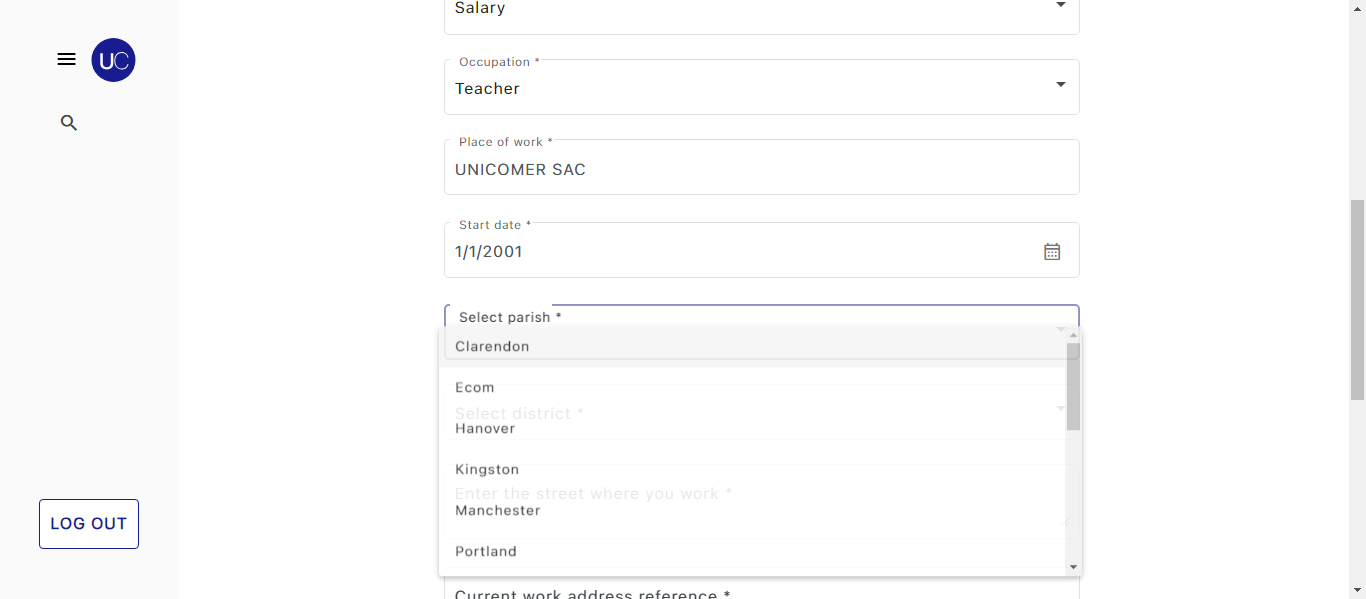 Salary
UC
Occupation *
Teacher
Place of work *
UNICOMER SAC
Start date *
1/1/2001
Select parish *
Clarendon
Ecom
Select district *
Hanover
Kingston
Enter the street where you work *
Manchester
LOG OUT
Portland
Current work address reference *